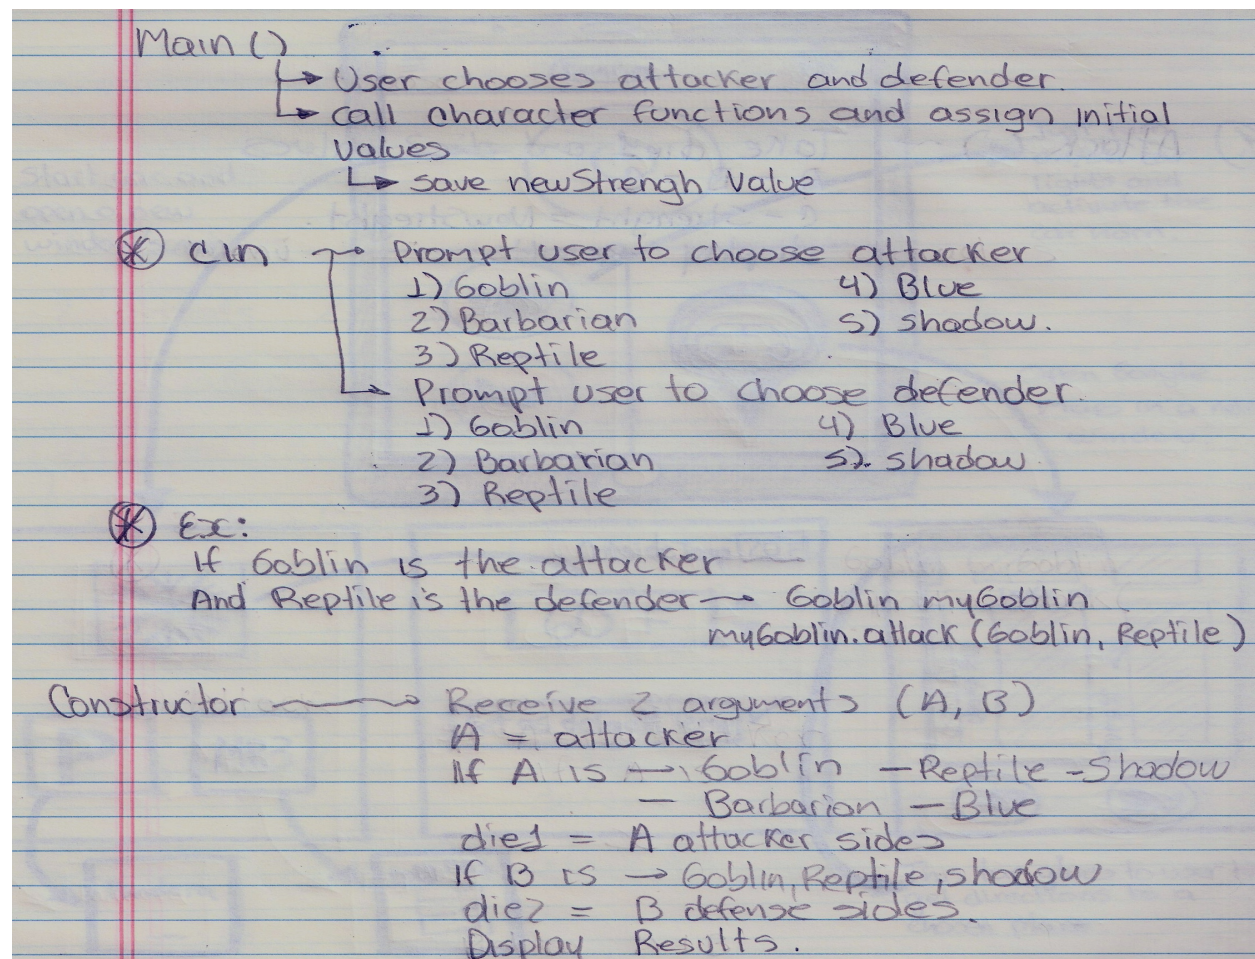 Main ()
→ User chooses attacker and defender.
→ call character functions and assign initial
values
→ save newStrengh value
* cin → Prompt user to choose attacker
1) Goblin 4) Blue
2) Barbarian 5) Shadow.
3) Reptile
→ Prompt user to choose defender.
1) Goblin 4) Blue
2) Barbarian 5). Shadow
3) Reptile
* Ex:
If Goblin is the attacker
And Reptile is the defender → Goblin myGoblin
myGoblin.attack (Goblin, Reptile)
Constructor → Receive 2 arguments (A, B)
A = attacker
If A is → Goblin - Reptile - Shadow
- Barbarian - Blue
die1 = A attacker sides
If B is → Goblin, Reptile, shadow
die2 = B defense sides.
Display Results.